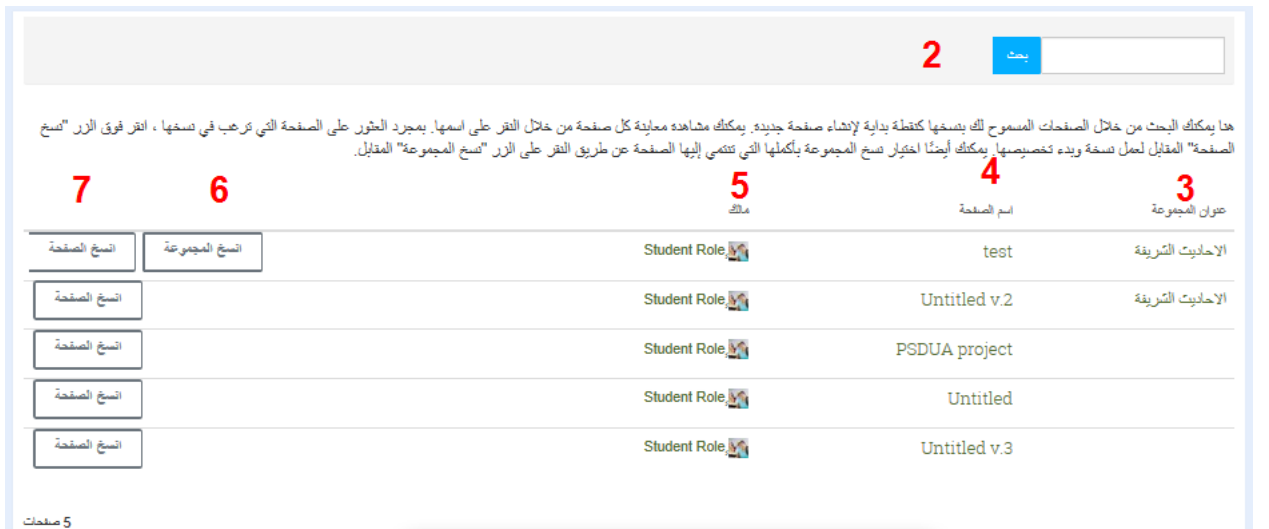 2 بحث
هنا يمكنك البحث من خلال الصفحات المسموح لك بنسخها كنقطة بداية لإنشاء صفحة جديدة. يمكنك مشاهدة معاينة كل صفحة من خلال النقر على اسمها. بمجرد العثور على الصفحة التي ترغب في نسخها ، انقر فوق الزر "نسخ
الصفحة" المقابل لعمل نسخة وبدء تخصيصها. يمكنك أيضًا اختيار نسخ المجموعة بأكملها التي تنتمي إليها الصفحة عن طريق النقر على الزر "نسخ المجموعة" المقابل.
3 4 5 6 7
عنوان المجموعة اسم الصفحة مالك
الاحاديث الشريفة test Student Role, انسخ المجموعة انسخ الصفحة
الاحاديث الشريفة Untitled v.2 Student Role, انسخ الصفحة
PSDUA project Student Role, انسخ الصفحة
Untitled Student Role, انسخ الصفحة
Untitled v.3 Student Role, انسخ الصفحة
5 صفحات